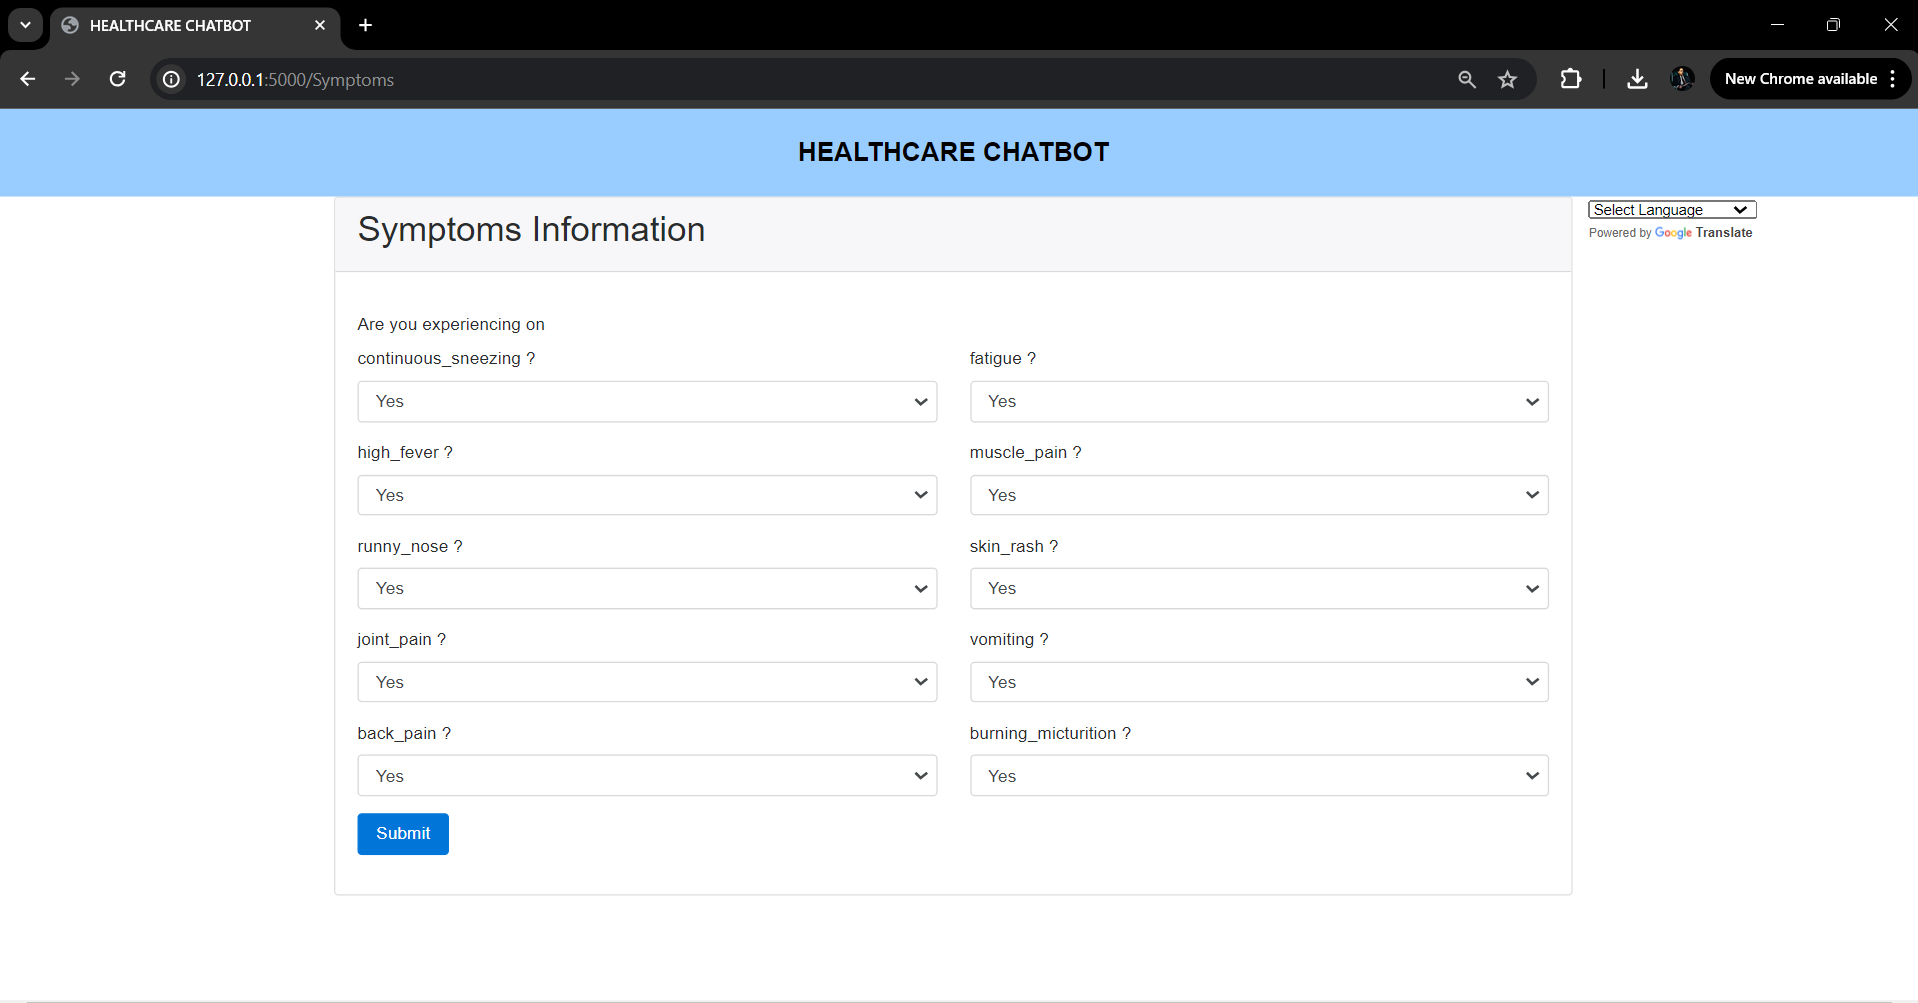 HEALTHCARE CHATBOT
127.0.0.1:5000/Symptoms
New Chrome available
HEALTHCARE CHATBOT
Symptoms Information
Select Language
Powered by Google Translate
Are you experiencing on
continuous_sneezing ?
fatigue ?
Yes
Yes
high_fever ?
muscle_pain ?
Yes
Yes
runny_nose ?
skin_rash ?
Yes
Yes
joint_pain ?
vomiting ?
Yes
Yes
back_pain ?
burning_micturition ?
Yes
Yes
Submit